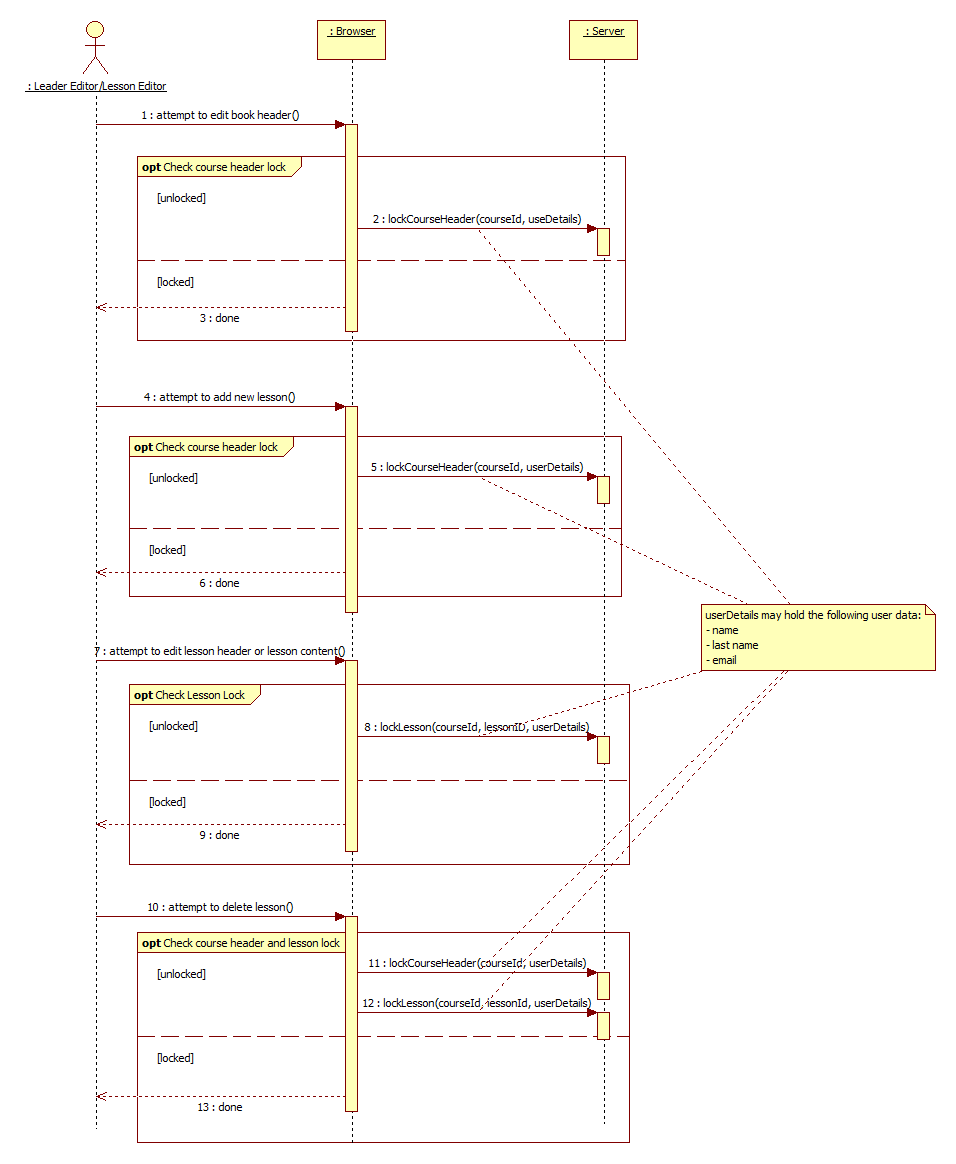 : Browser
: Server
: Leader Editor/Lesson Editor
1 : attempt to edit book header()
opt Check course header lock
[unlocked]
2 : lockCourseHeader(courseId, useDetails)
[locked]
3 : done
4 : attempt to add new lesson()
opt Check course header lock
5 : lockCourseHeader(courseId, userDetails)
[unlocked]
[locked]
6 : done
userDetails may hold the following user data:
- name
- last name
- email
7 : attempt to edit lesson header or lesson content()
opt Check Lesson Lock
[unlocked]
8 : lockLesson(courseId, lessonID, userDetails)
[locked]
9 : done
10 : attempt to delete lesson()
opt Check course header and lesson lock
11 : lockCourseHeader(courseId, userDetails)
[unlocked]
12 : lockLesson(courseId, lessonId, userDetails)
[locked]
13 : done